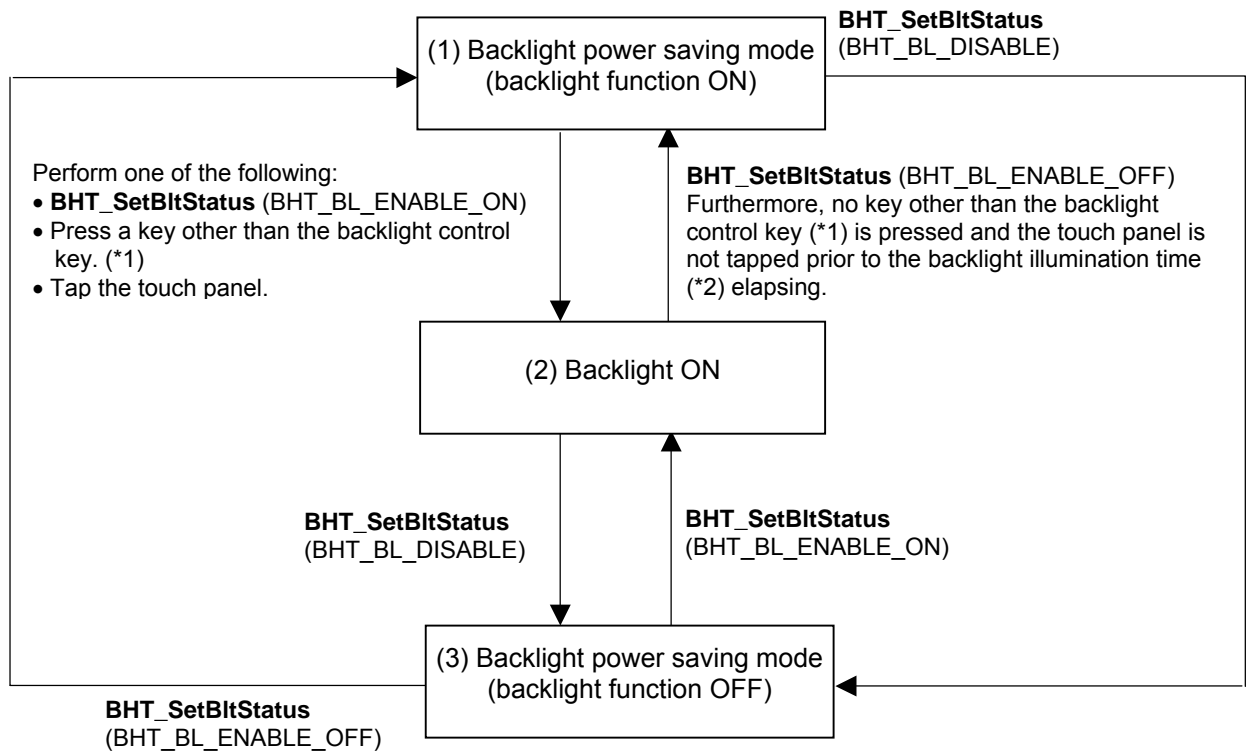 BHT_SetBltStatus
(BHT_BL_DISABLE)
(1) Backlight power saving mode
(backlight function ON)
Perform one of the following:
• BHT_SetBltStatus (BHT_BL_ENABLE_ON)
• Press a key other than the backlight control
key. (*1)
• Tap the touch panel.
BHT_SetBltStatus (BHT_BL_ENABLE_OFF)
Furthermore, no key other than the backlight
control key (*1) is pressed and the touch panel is
not tapped prior to the backlight illumination time
(*2) elapsing.
(2) Backlight ON
BHT_SetBltStatus
(BHT_BL_DISABLE)
BHT_SetBltStatus
(BHT_BL_ENABLE_ON)
(3) Backlight power saving mode
(backlight function OFF)
BHT_SetBltStatus
(BHT_BL_ENABLE_OFF)